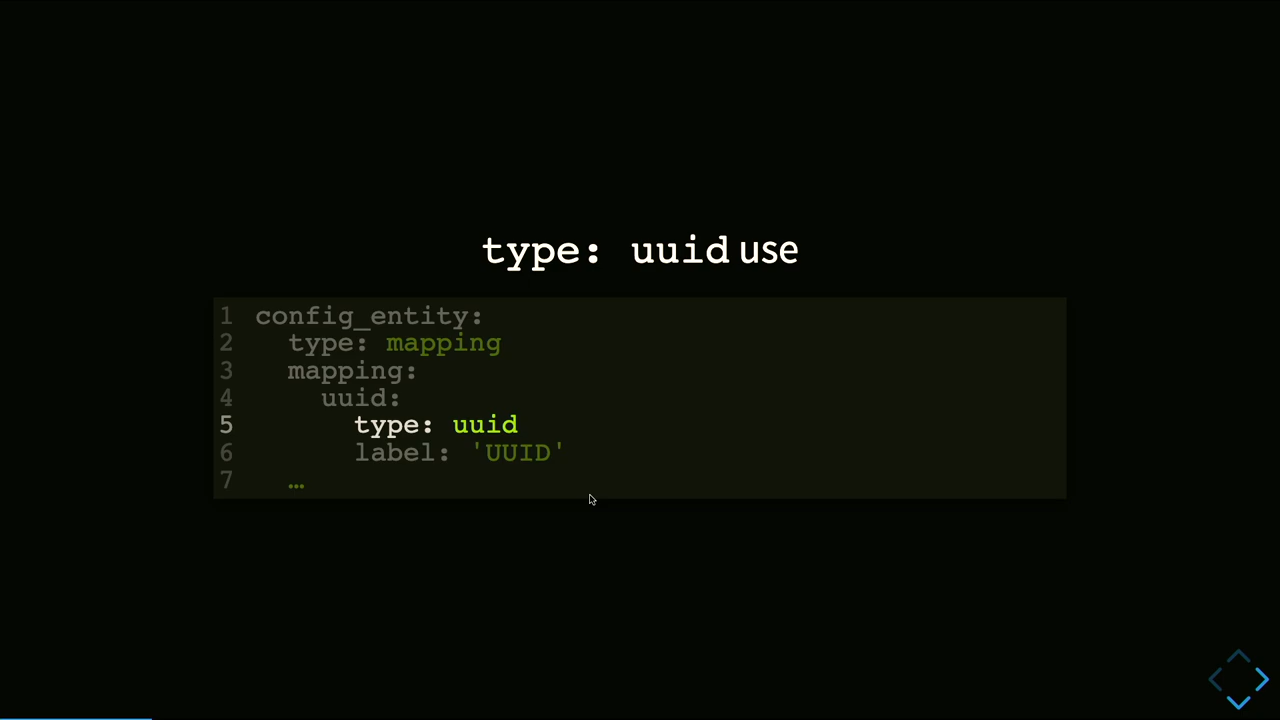 type: uuid use
1 config_entity:
2   type: mapping
3   mapping:
4     uuid:
5       type: uuid
6       label: 'UUID'
7   …